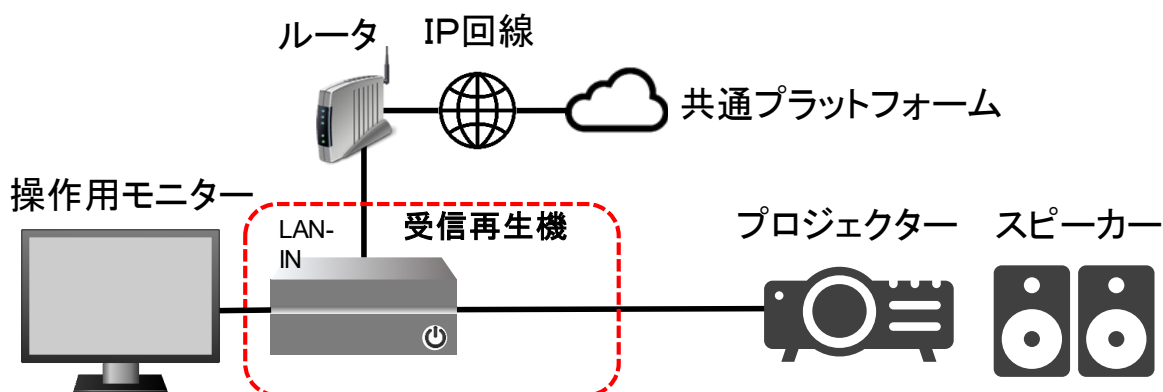 ルータ
IP回線
共通プラットフォーム
操作用モニター
LAN-
IN
受信再生機
プロジェクター
スピーカー